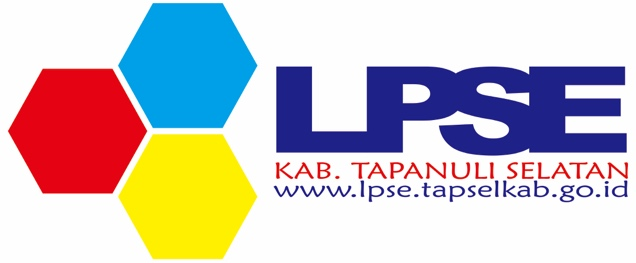 LPSE
KAB. TAPANULI SELATAN
www.lpse.tapselkab.go.id